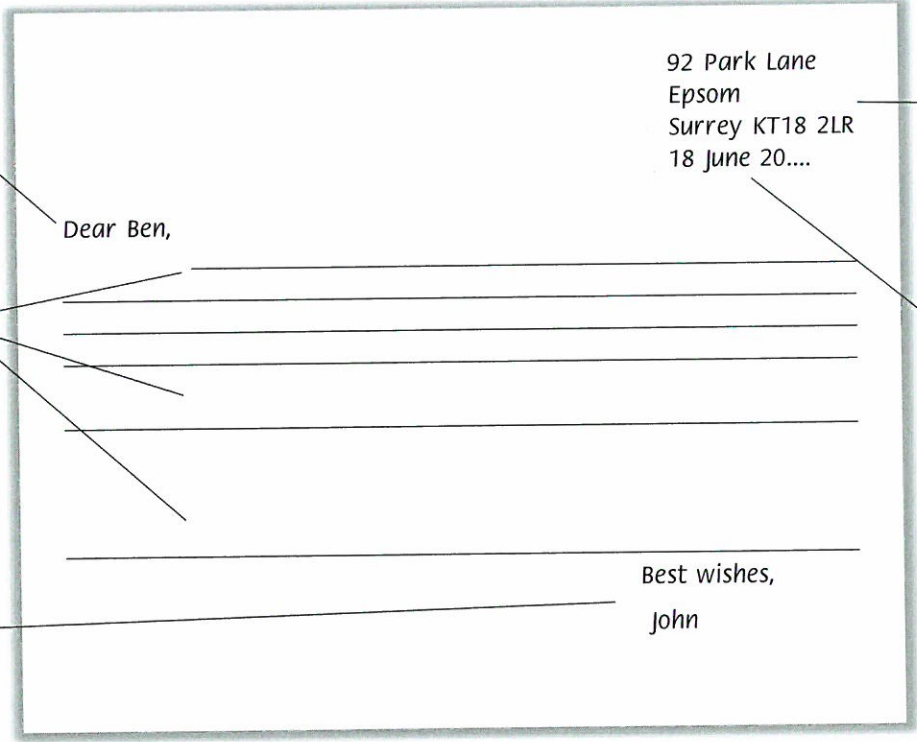 92 Park Lane
Epsom
Surrey KT18 2LR
18 June 20....
Dear Ben,
Best wishes,
John